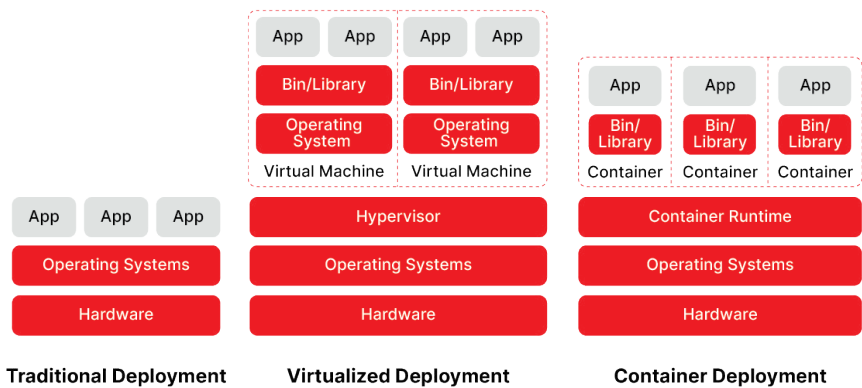 App App App
Operating Systems
Hardware
Traditional Deployment
App App App App
Bin/Library Bin/Library
Operating Operating
System System
Virtual Machine Virtual Machine
Hypervisor
Operating Systems
Hardware
Virtualized Deployment
App App App
Bin/ Bin/ Bin/
Library Library Library
Container Container Container
Container Runtime
Operating Systems
Hardware
Container Deployment